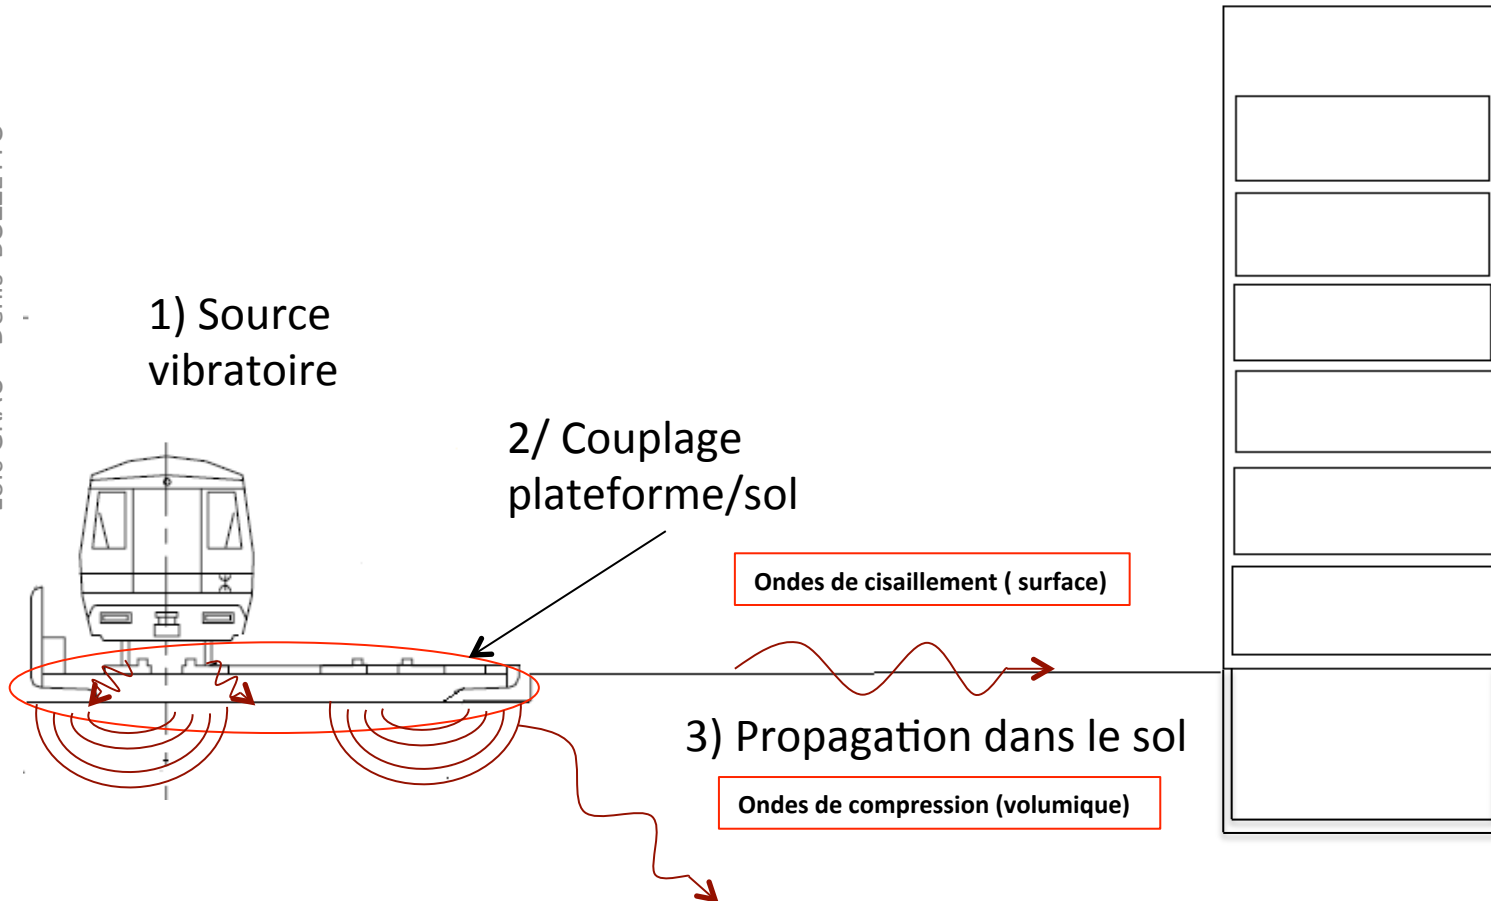 1) Source
vibratoire
2/ Couplage
plateforme/sol
Ondes de cisaillement ( surface)
3) Propagation dans le sol
Ondes de compression (volumique)